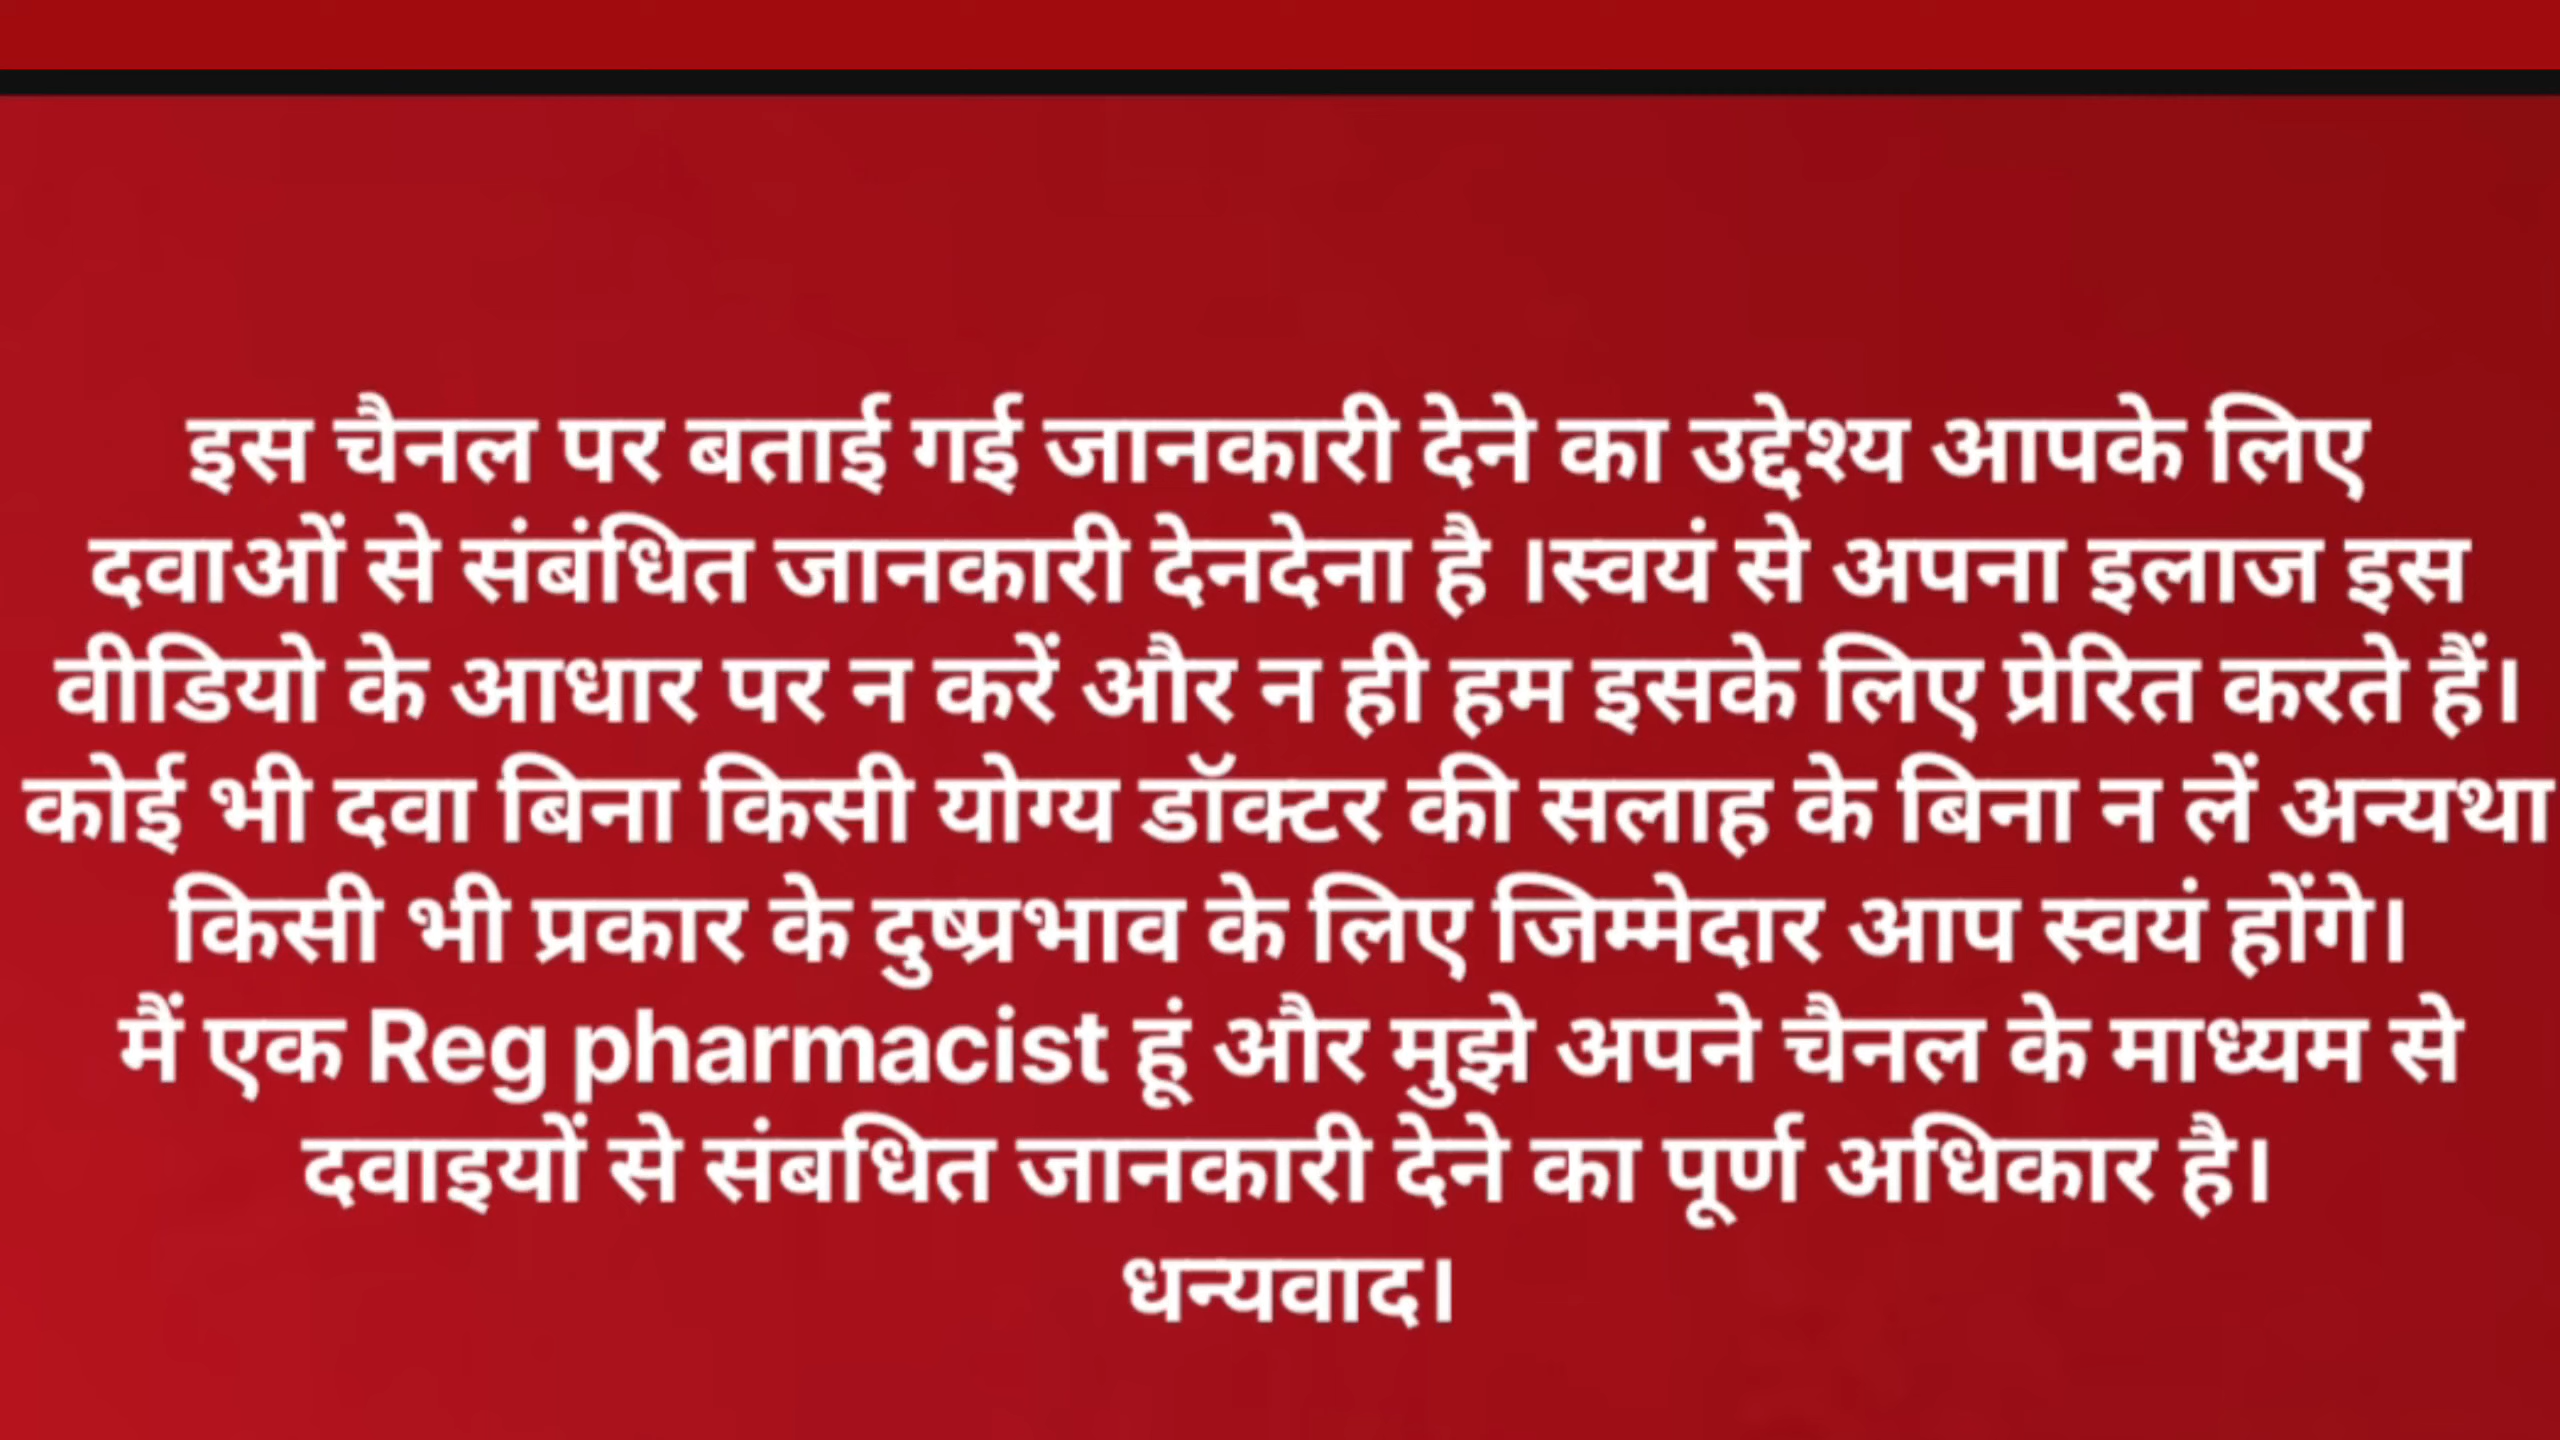 इस चैनल पर बताई गई जानकारी देने का उद्देश्य आपके लिए
दवाओं से संबंधित जानकारी देनदेना है ।स्वयं से अपना इलाज इस
वीडियो के आधार पर न करें और न ही हम इसके लिए प्रेरित करते हैं।
कोई भी दवा बिना किसी योग्य डॉक्टर की सलाह के बिना न लें अन्यथा
किसी भी प्रकार के दुष्प्रभाव के लिए जिम्मेदार आप स्वयं होंगे।
मैं एक Reg pharmacist हूं और मुझे अपने चैनल के माध्यम से
दवाइयों से संबधित जानकारी देने का पूर्ण अधिकार है।
धन्यवाद।